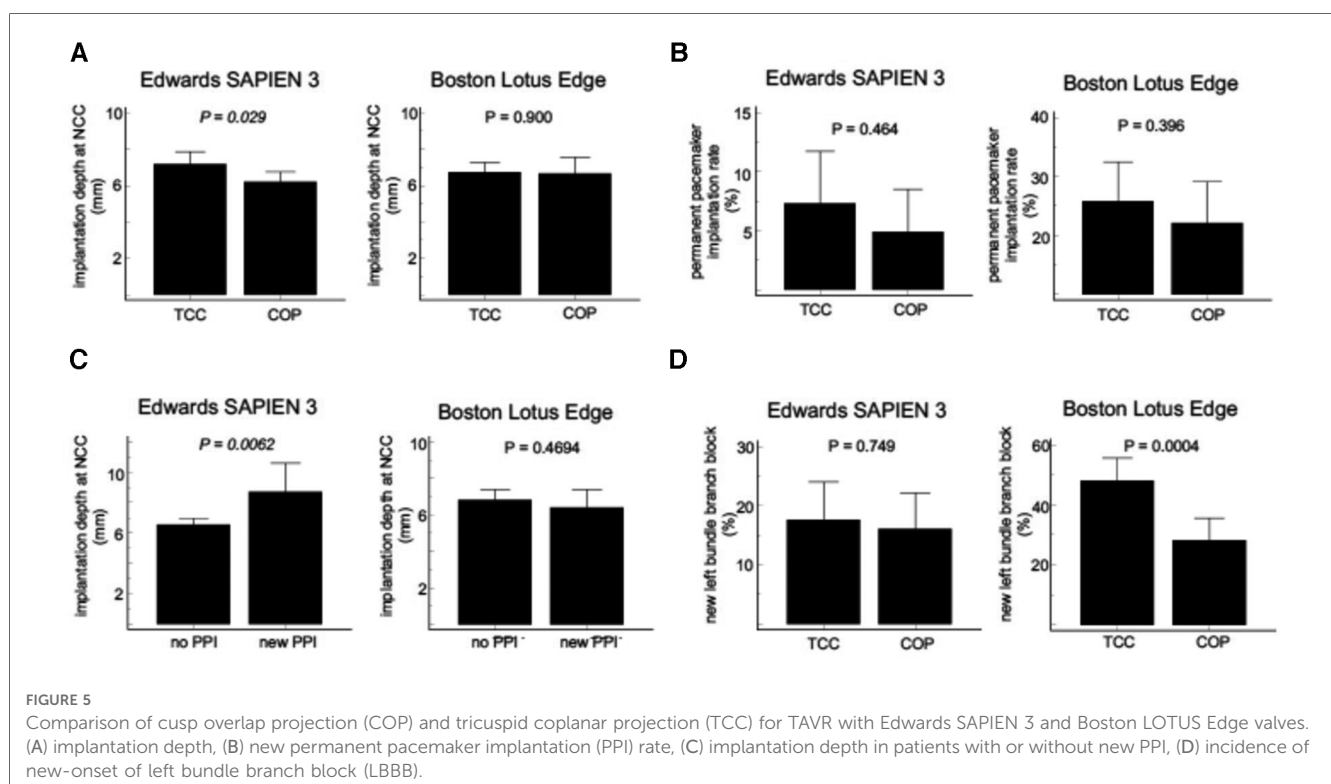 A
Edwards SAPIEN 3
P = 0.029
implantation depth at NCC
(mm)
10
6
2
TCC COP
Boston Lotus Edge
P = 0.900
implantation depth at NCC
(mm)
10
6
2
TCC COP
B
Edwards SAPIEN 3
P = 0.464
permanent pacemaker
implantation rate
(%)
15
10
5
TCC COP
Boston Lotus Edge
P = 0.396
permanent pacemaker
implantation rate
(%)
40
30
20
TCC COP
C
Edwards SAPIEN 3
P = 0.0062
implantation depth at NCC
(mm)
10
6
2
no PPI new PPI
Boston Lotus Edge
P = 0.4694
implantation depth at NCC
(mm)
10
6
2
no PPI new PPI
D
Edwards SAPIEN 3
P = 0.749
new left bundle branch block
(%)
30
20
10
TCC COP
Boston Lotus Edge
P = 0.0004
new left bundle branch block
(%)
60
40
20
TCC COP
FIGURE 5
Comparison of cusp overlap projection (COP) and tricuspid coplanar projection (TCC) for TAVR with Edwards SAPIEN 3 and Boston LOTUS Edge valves.
(A) implantation depth, (B) new permanent pacemaker implantation (PPI) rate, (C) implantation depth in patients with or without new PPI, (D) incidence of
new-onset of left bundle branch block (LBBB).